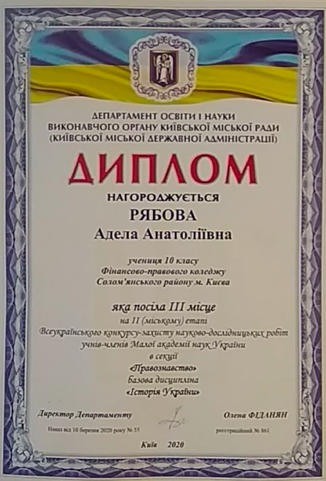 ДЕПАРТАМЕНТ ОСВІТИ І НАУКИ
ВИКОНАВЧОГО ОРГАНУ КИЇВСЬКОЇ МІСЬКОЇ РАДИ
(КИЇВСЬКОЇ МІСЬКОЇ ДЕРЖАВНОЇ АДМІНІСТРАЦІЇ)
ДИПЛОМ
НАГОРОДЖУЄТЬСЯ
РЯБОВА
Адела Анатоліївна
учениця 10 класу
Фінансово-правового коледжу
Солом'янського району м. Києва
яка посіла III місце
на II (міському) етапі
Всеукраїнського конкурсу-захисту науково-дослідницьких робіт
учнів-членів Малої академії наук України
в секції
«Правознавство»
базова дисципліна
«Історія України»
Директор Департаменту Олена ФІДАНЯН
Наказ від 10 березня 2020 року № 55 реєстраційний № 861
Київ 2020